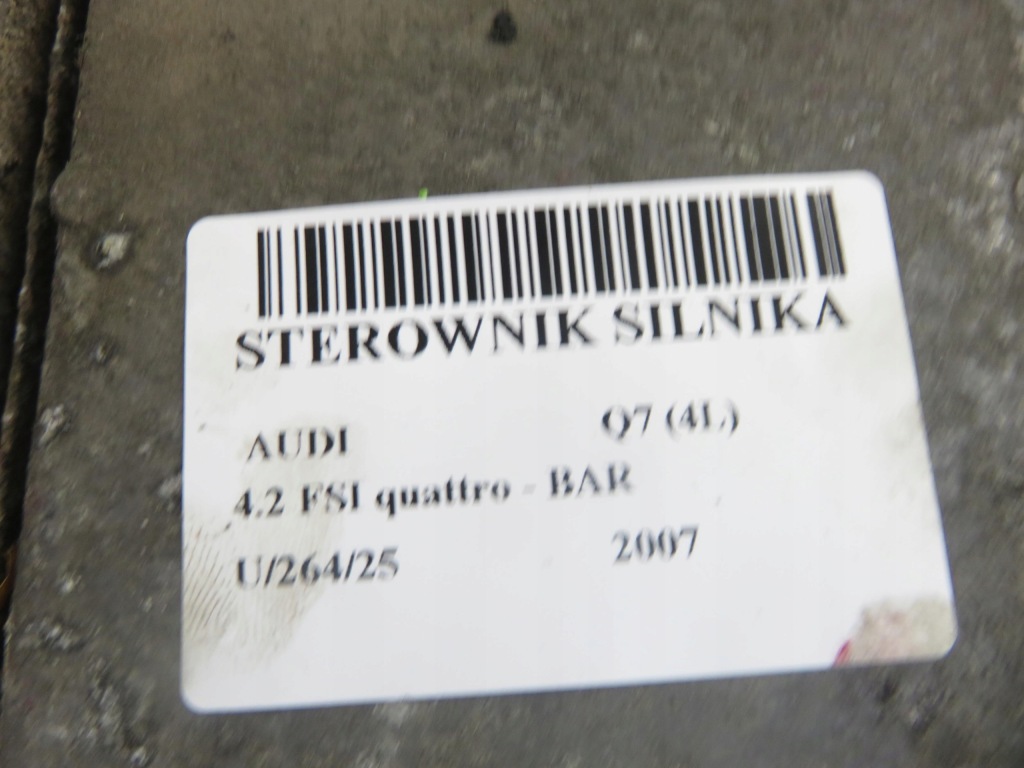 STEROWNIK SILNIKA
AUDI Q7 (4L)
4.2 FSI quattro - BAR
U/264/25 2007